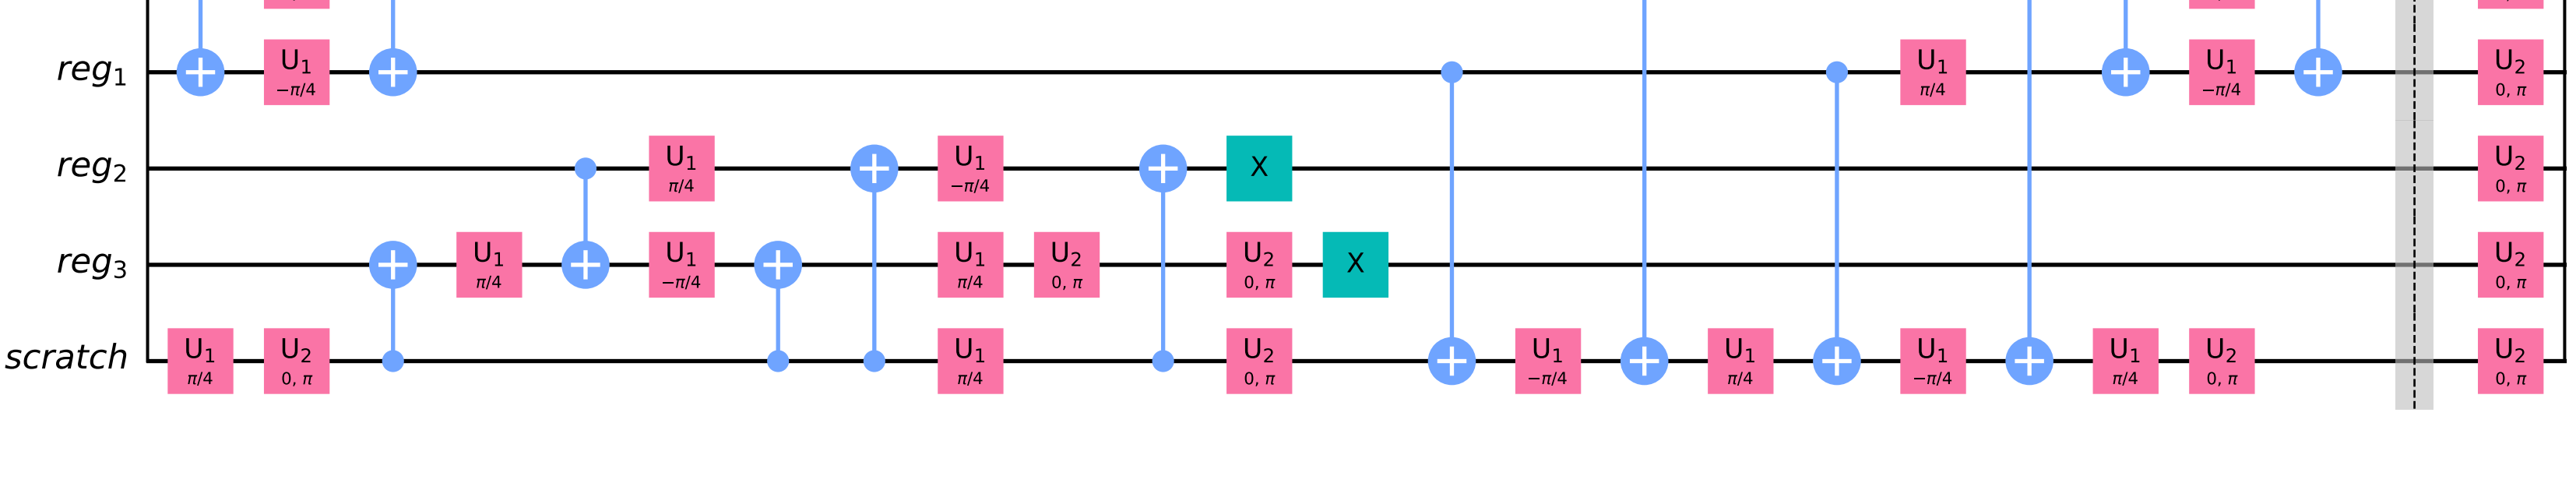 reg1 U1 −π/4 U1 π/4 U1 −π/4 U2 0, π
reg2 U1 π/4 U1 −π/4 X U2 0, π
reg3 U1 π/4 U1 −π/4 U1 π/4 U2 0, π U2 0, π X U2 0, π
scratch U1 π/4 U2 0, π U1 π/4 U2 0, π U1 −π/4 U1 π/4 U1 −π/4 U1 π/4 U2 0, π U2 0, π